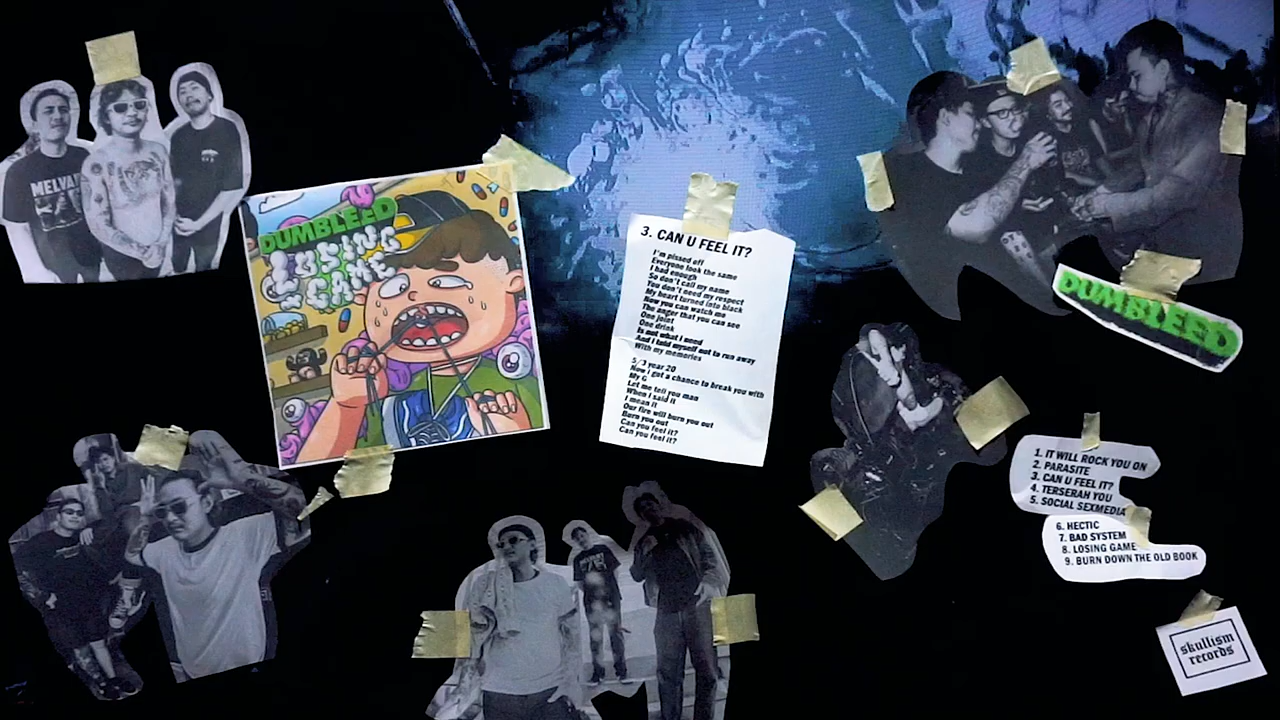 MELVA
DUMBLEED
LOSING
GAME
3. CAN U FEEL IT?
I'm pissed off
Everyone look the same
I had enough
So don't call my name
You don't need my respect
My heart turned into black
Now you can watch me
The anger that you can see
One joint
One drink
Is not what i need
And i told myself not to run away
With my memories
5/3 year 20
Now i got a chance to break you with
My G
Let me tell you man
When I said it
I mean it
Our fire will burn you out
Burn you out
Can you feel it?
Can you feel it?
DUMBLEED
1. IT WILL ROCK YOU ON
2. PARASITE
3. CAN U FEEL IT?
4. TERSERAH YOU
5. SOCIAL SEXMEDIA
6. HECTIC
7. BAD SYSTEM
8. LOSING GAME
9. BURN DOWN THE OLD BOOK
skullism
records